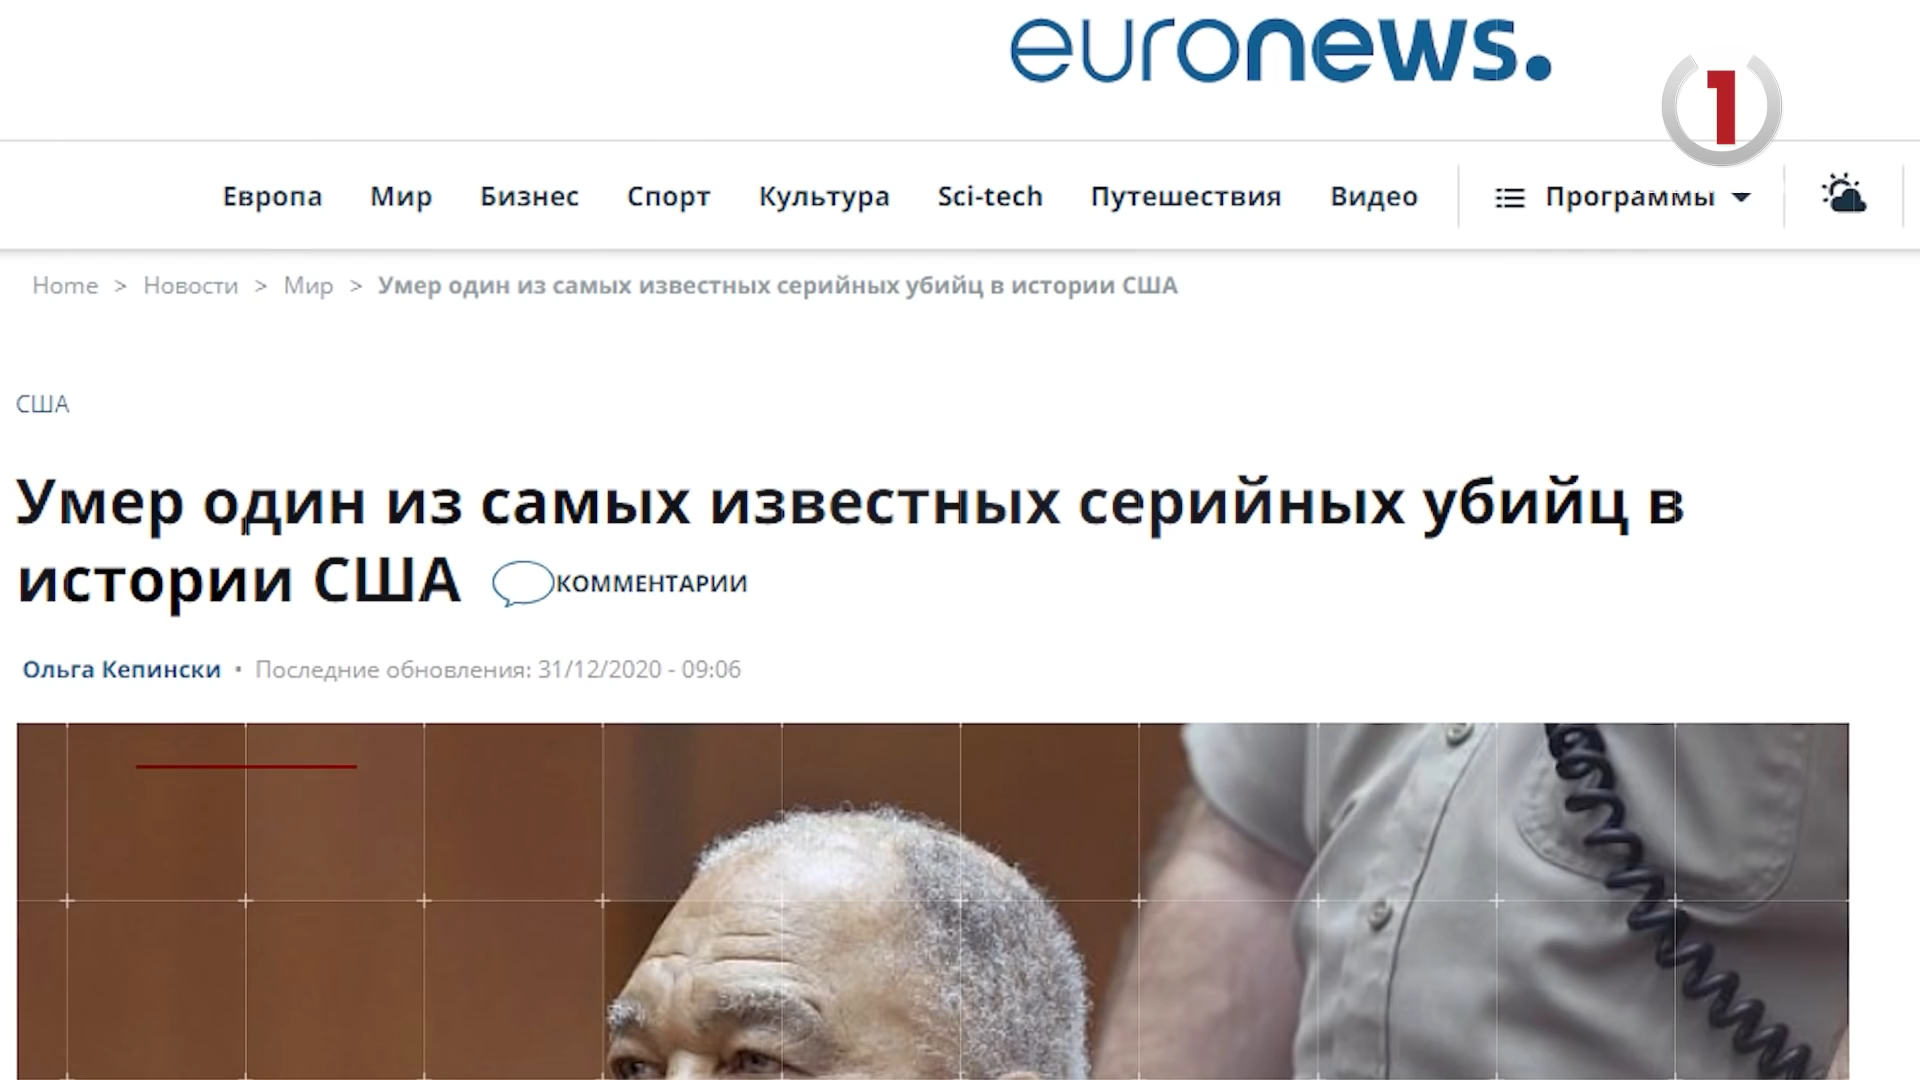 euronews.
1
Европа Мир Бизнес Спорт Культура Sci-tech Путешествия Видео Программы
Home > Новости > Мир > Умер один из самых известных серийных убийц в истории США
США
Умер один из самых известных серийных убийц в
истории США КОММЕНТАРИИ
Ольга Кепински • Последние обновления: 31/12/2020 - 09:06